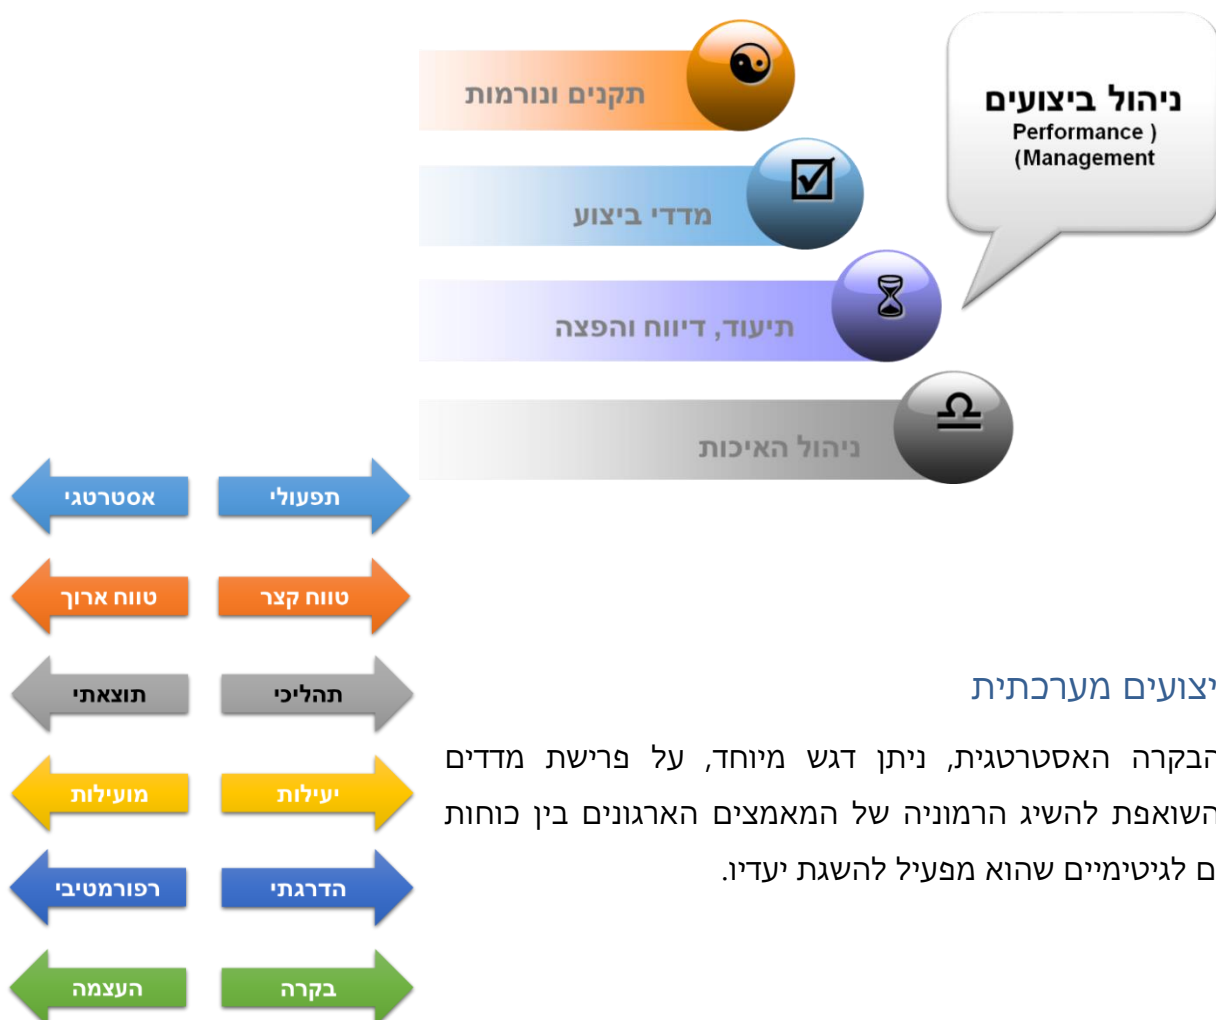 תקנים ונורמות
ניהול ביצועים
Performance )
(Management
מדדי ביצוע
תיעוד, דיווח והפצה
ניהול האיכות
תפעולי
אסטרטגי
טווח קצר
טווח ארוך
תהליכי
תוצאתי
יעילות
מועילות
הדרגתי
רפורמטיבי
בקרה
העצמה
יצועים מערכתית
הבקרה האסטרטגית, ניתן דגש מיוחד, על פרישת מדדים
השואפת להשיג הרמוניה של המאמצים הארגונים בין כוחות
ם לגיטימיים שהוא מפעיל להשגת יעדיו.